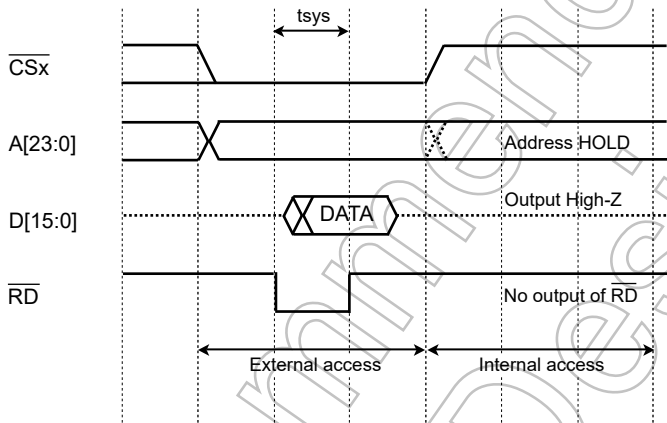 tsys
CSx
A[23:0]
Address HOLD
Output High-Z
D[15:0]
DATA
RD
No output of RD
External access
Internal access